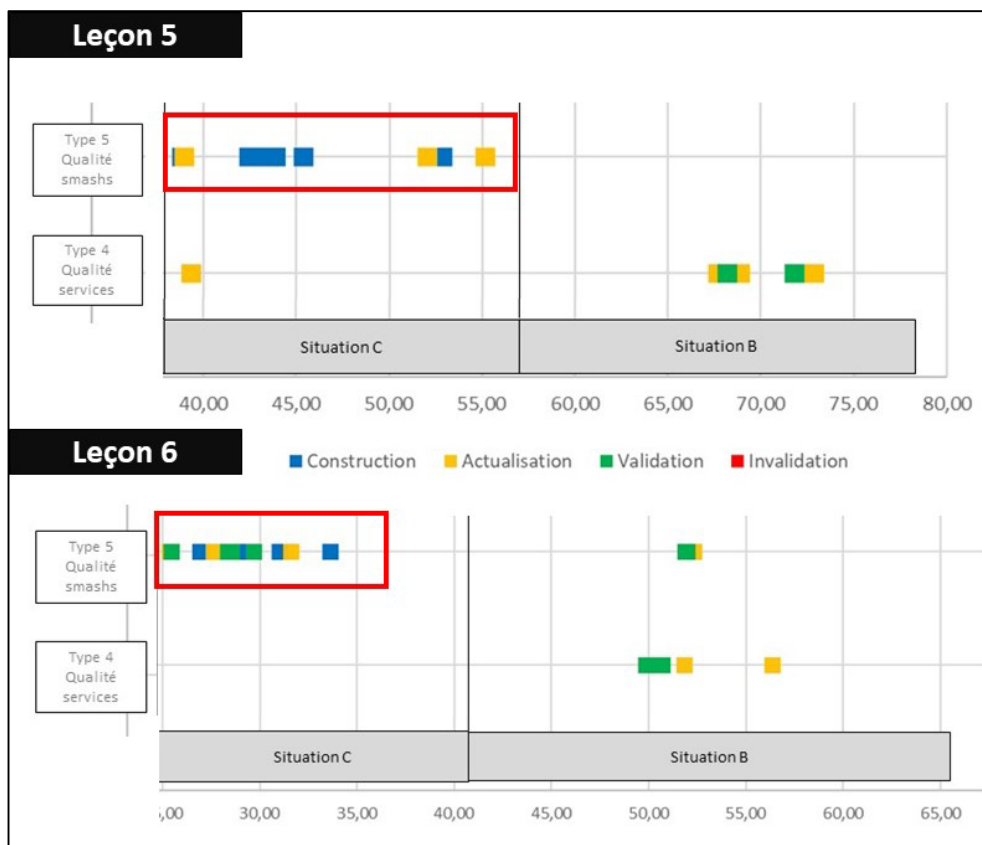 Leçon 5
Type 5
Qualité
smashs
Type 4
Qualité
services
Situation C
Situation B
40,00 45,00 50,00 55,00 60,00 65,00 70,00 75,00 80,00
Leçon 6
Construction Actualisation Validation Invalidation
Type 5
Qualité
smashs
Type 4
Qualité
services
Situation C
Situation B
5,00 30,00 35,00 40,00 45,00 50,00 55,00 60,00 65,00